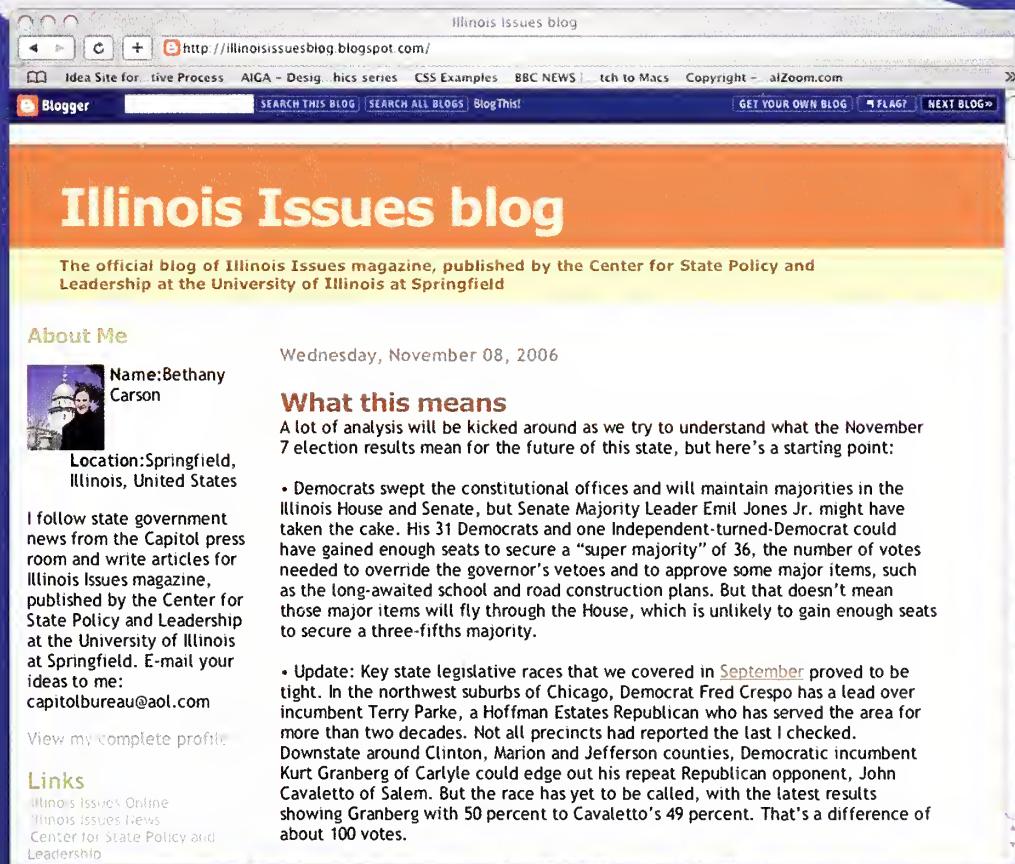 Illinois Issues blog
http://illinoisissuesblog.blogspot.com/
Idea Site for...tive Process AIGA – Desig...hics series CSS Examples BBC NEWS | ...tch to Macs Copyright – ...alZoom.com »
Blogger SEARCH THIS BLOG SEARCH ALL BLOGS BlogThis! GET YOUR OWN BLOG FLAG? NEXT BLOG»
Illinois Issues blog
The official blog of Illinois Issues magazine, published by the Center for State Policy and
Leadership at the University of Illinois at Springfield
About Me
Name:Bethany
Carson
Location:Springfield,
Illinois, United States
I follow state government
news from the Capitol press
room and write articles for
Illinois Issues magazine,
published by the Center for
State Policy and Leadership
at the University of Illinois
at Springfield. E-mail your
ideas to me:
capitolbureau@aol.com
View my complete profile
Links
Illinois Issues Online
Illinois Issues News
Center for State Policy and
Leadership
Wednesday, November 08, 2006
What this means
A lot of analysis will be kicked around as we try to understand what the November
7 election results mean for the future of this state, but here's a starting point:
• Democrats swept the constitutional offices and will maintain majorities in the
Illinois House and Senate, but Senate Majority Leader Emil Jones Jr. might have
taken the cake. His 31 Democrats and one Independent-turned-Democrat could
have gained enough seats to secure a “super majority” of 36, the number of votes
needed to override the governor's vetoes and to approve some major items, such
as the long-awaited school and road construction plans. But that doesn't mean
those major items will fly through the House, which is unlikely to gain enough seats
to secure a three-fifths majority.
• Update: Key state legislative races that we covered in September proved to be
tight. In the northwest suburbs of Chicago, Democrat Fred Crespo has a lead over
incumbent Terry Parke, a Hoffman Estates Republican who has served the area for
more than two decades. Not all precincts had reported the last I checked.
Downstate around Clinton, Marion and Jefferson counties, Democratic incumbent
Kurt Granberg of Carlyle could edge out his repeat Republican opponent, John
Cavaletto of Salem. But the race has yet to be called, with the latest results
showing Granberg with 50 percent to Cavaletto's 49 percent. That's a difference of
about 100 votes.